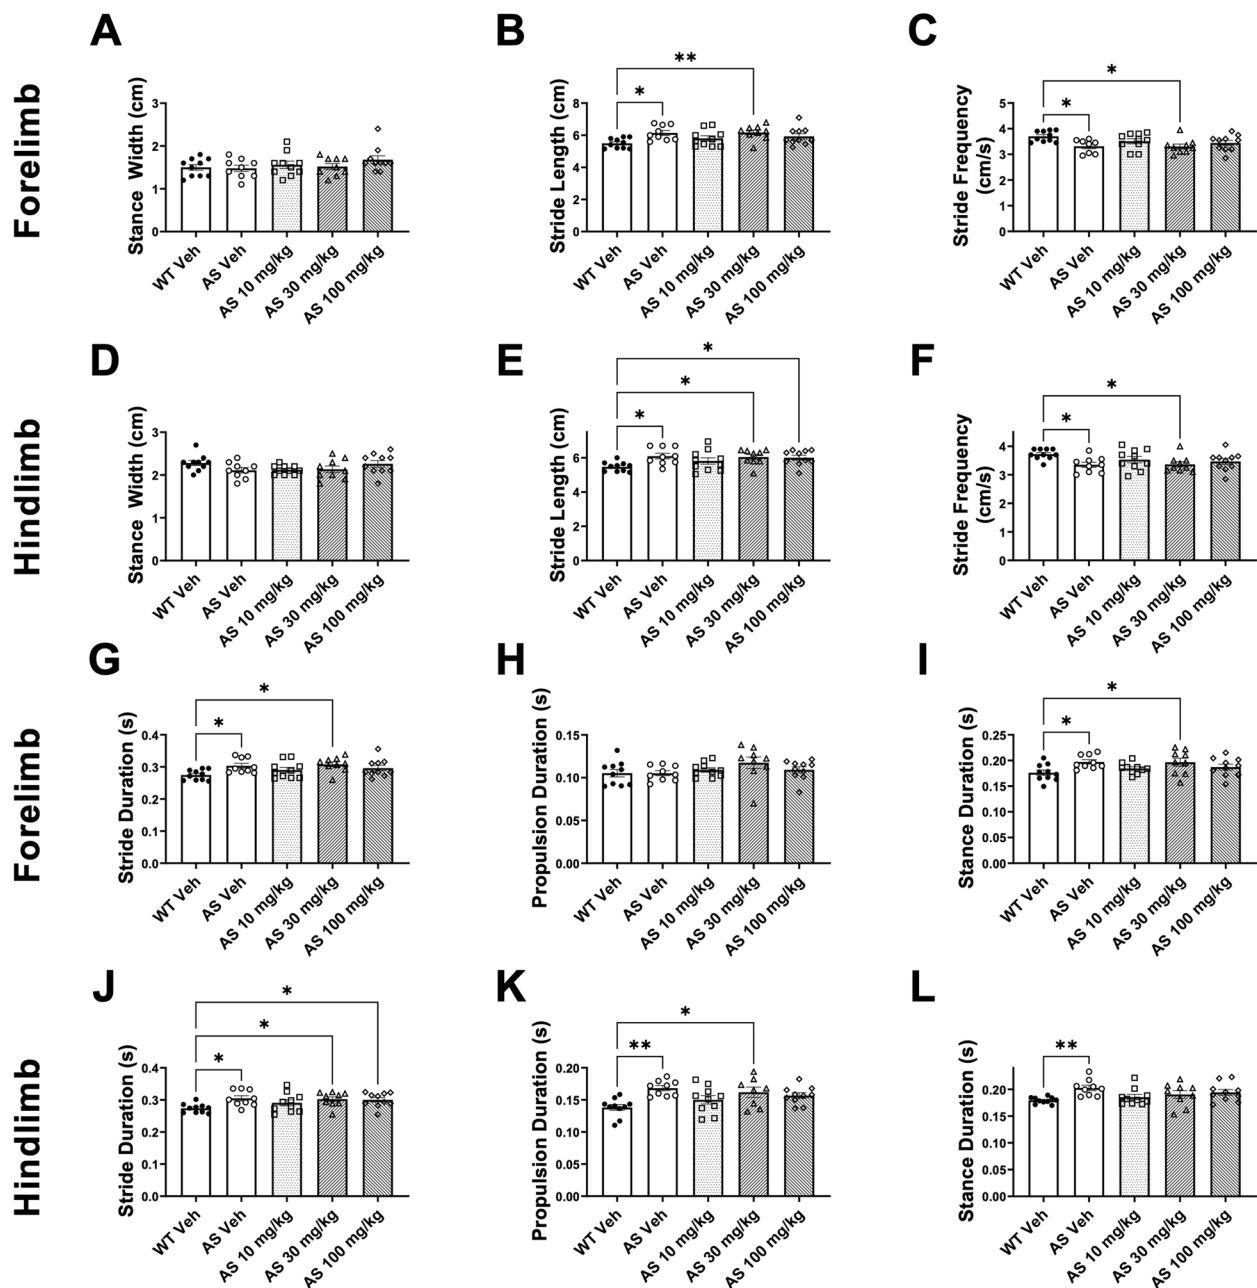 A
B
C
Forelimb
Stance Width (cm)
3
2
1
0
WT Veh
AS Veh
AS 10 mg/kg
AS 30 mg/kg
AS 100 mg/kg
**
*
Stride Length (cm)
8
6
4
2
0
WT Veh
AS Veh
AS 10 mg/kg
AS 30 mg/kg
AS 100 mg/kg
*
*
Stride Frequency
(cm/s)
5
4
3
2
1
0
WT Veh
AS Veh
AS 10 mg/kg
AS 30 mg/kg
AS 100 mg/kg
D
E
F
Hindlimb
Stance Width (cm)
3
2
1
0
WT Veh
AS Veh
AS 10 mg/kg
AS 30 mg/kg
AS 100 mg/kg
*
*
*
Stride Length (cm)
6
4
2
0
WT Veh
AS Veh
AS 10 mg/kg
AS 30 mg/kg
AS 100 mg/kg
*
*
Stride Frequency
(cm/s)
4
3
2
1
0
WT Veh
AS Veh
AS 10 mg/kg
AS 30 mg/kg
AS 100 mg/kg
G
H
I
Forelimb
*
*
Stride Duration (s)
0.4
0.3
0.2
0.1
0.0
WT Veh
AS Veh
AS 10 mg/kg
AS 30 mg/kg
AS 100 mg/kg
Propulsion Duration (s)
0.15
0.10
0.05
0.00
WT Veh
AS Veh
AS 10 mg/kg
AS 30 mg/kg
AS 100 mg/kg
*
*
Stance Duration (s)
0.25
0.20
0.15
0.10
0.05
0.00
WT Veh
AS Veh
AS 10 mg/kg
AS 30 mg/kg
AS 100 mg/kg
J
K
L
Hindlimb
*
*
*
Stride Duration (s)
0.4
0.3
0.2
0.1
0.0
WT Veh
AS Veh
AS 10 mg/kg
AS 30 mg/kg
AS 100 mg/kg
*
**
Propulsion Duration (s)
0.20
0.15
0.10
0.05
0.00
WT Veh
AS Veh
AS 10 mg/kg
AS 30 mg/kg
AS 100 mg/kg
**
Stance Duration (s)
0.20
0.15
0.10
0.05
0.00
WT Veh
AS Veh
AS 10 mg/kg
AS 30 mg/kg
AS 100 mg/kg